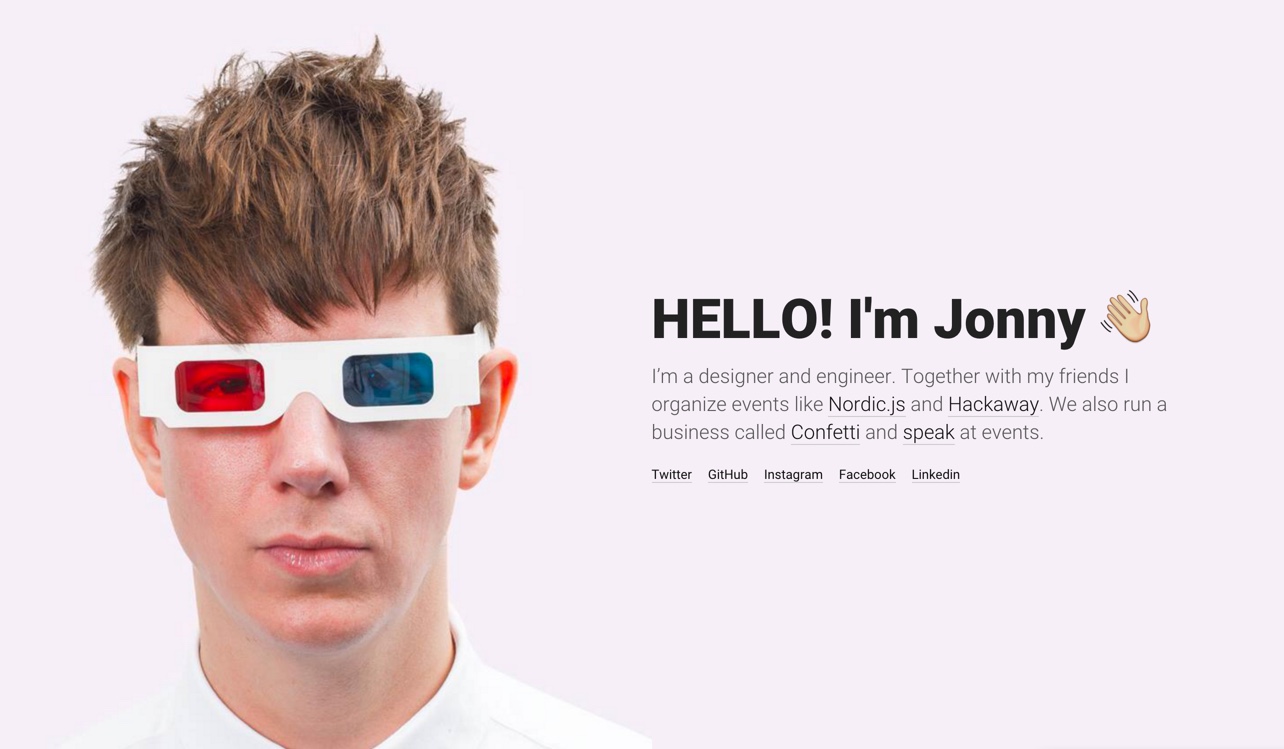 HELLO! I'm Jonny 👋🏼
I’m a designer and engineer. Together with my friends I
organize events like Nordic.js and Hackaway. We also run a
business called Confetti and speak at events.
Twitter GitHub Instagram Facebook Linkedin